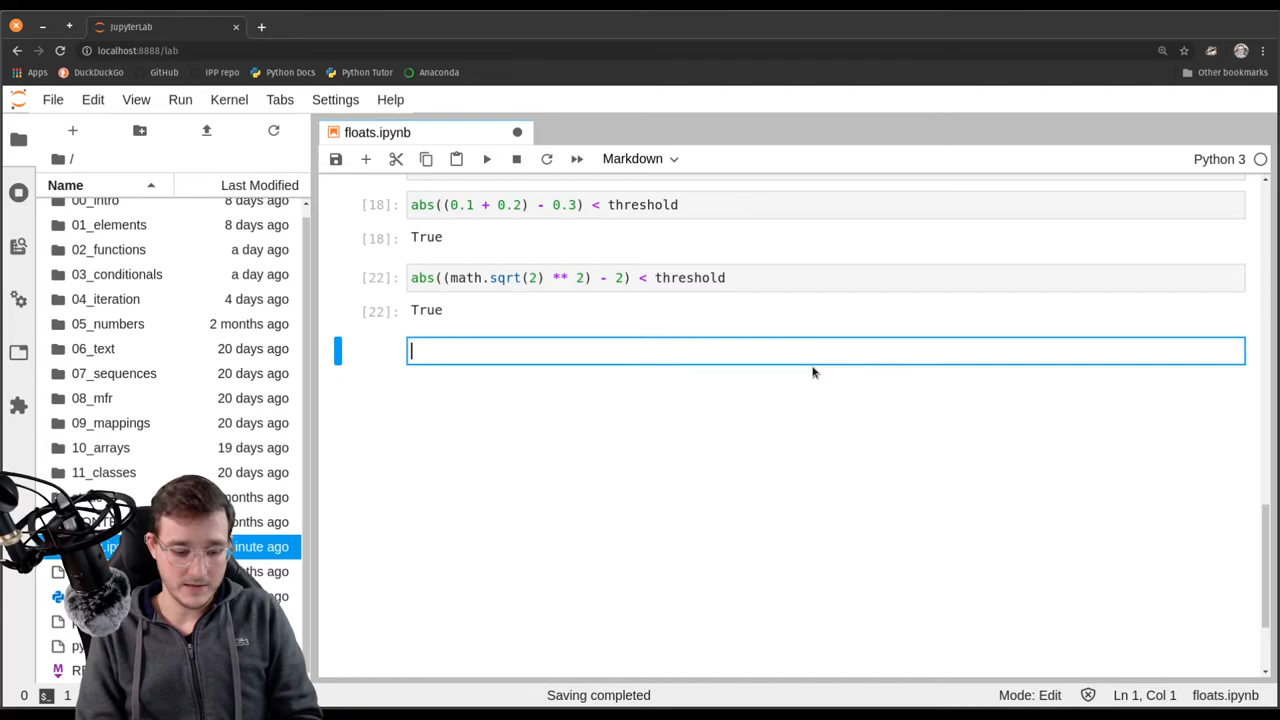 JupyterLab
localhost:8888/lab
Apps DuckDuckGo GitHub IPP repo Python Docs Python Tutor Anaconda Other bookmarks
File Edit View Run Kernel Tabs Settings Help
floats.ipynb
/
Markdown Python 3
Name Last Modified
00_intro 8 days ago
01_elements 8 days ago
02_functions a day ago
03_conditionals a day ago
04_iteration 4 days ago
05_numbers 2 months ago
06_text 20 days ago
07_sequences 20 days ago
08_mfr 20 days ago
09_mappings 20 days ago
10_arrays 19 days ago
11_classes 20 days ago
[18]: abs((0.1 + 0.2) - 0.3) < threshold
[18]: True
[22]: abs((math.sqrt(2) ** 2) - 2) < threshold
[22]: True
0 1 Saving completed Mode: Edit Ln 1, Col 1 floats.ipynb